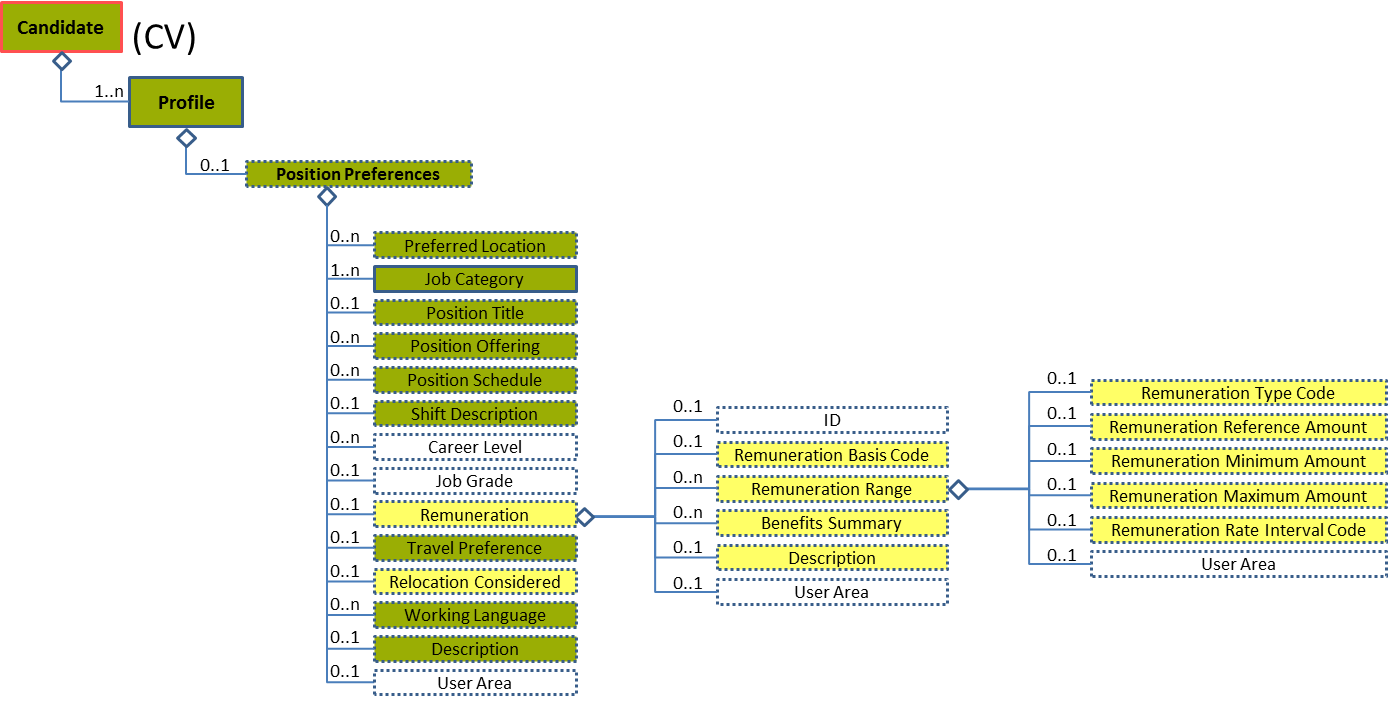 Candidate
(CV)
1..n
Profile
0..1
Position Preferences
0..n
Preferred Location
1..n
Job Category
0..1
Position Title
0..n
Position Offering
0..n
Position Schedule
0..1
Shift Description
0..n
Career Level
0..1
Job Grade
0..1
Remuneration
0..1
Travel Preference
0..1
Relocation Considered
0..n
Working Language
0..1
Description
0..1
User Area
0..1
ID
0..1
Remuneration Basis Code
0..n
Remuneration Range
0..n
Benefits Summary
0..1
Description
0..1
User Area
0..1
Remuneration Type Code
0..1
Remuneration Reference Amount
0..1
Remuneration Minimum Amount
0..1
Remuneration Maximum Amount
0..1
Remuneration Rate Interval Code
0..1
User Area